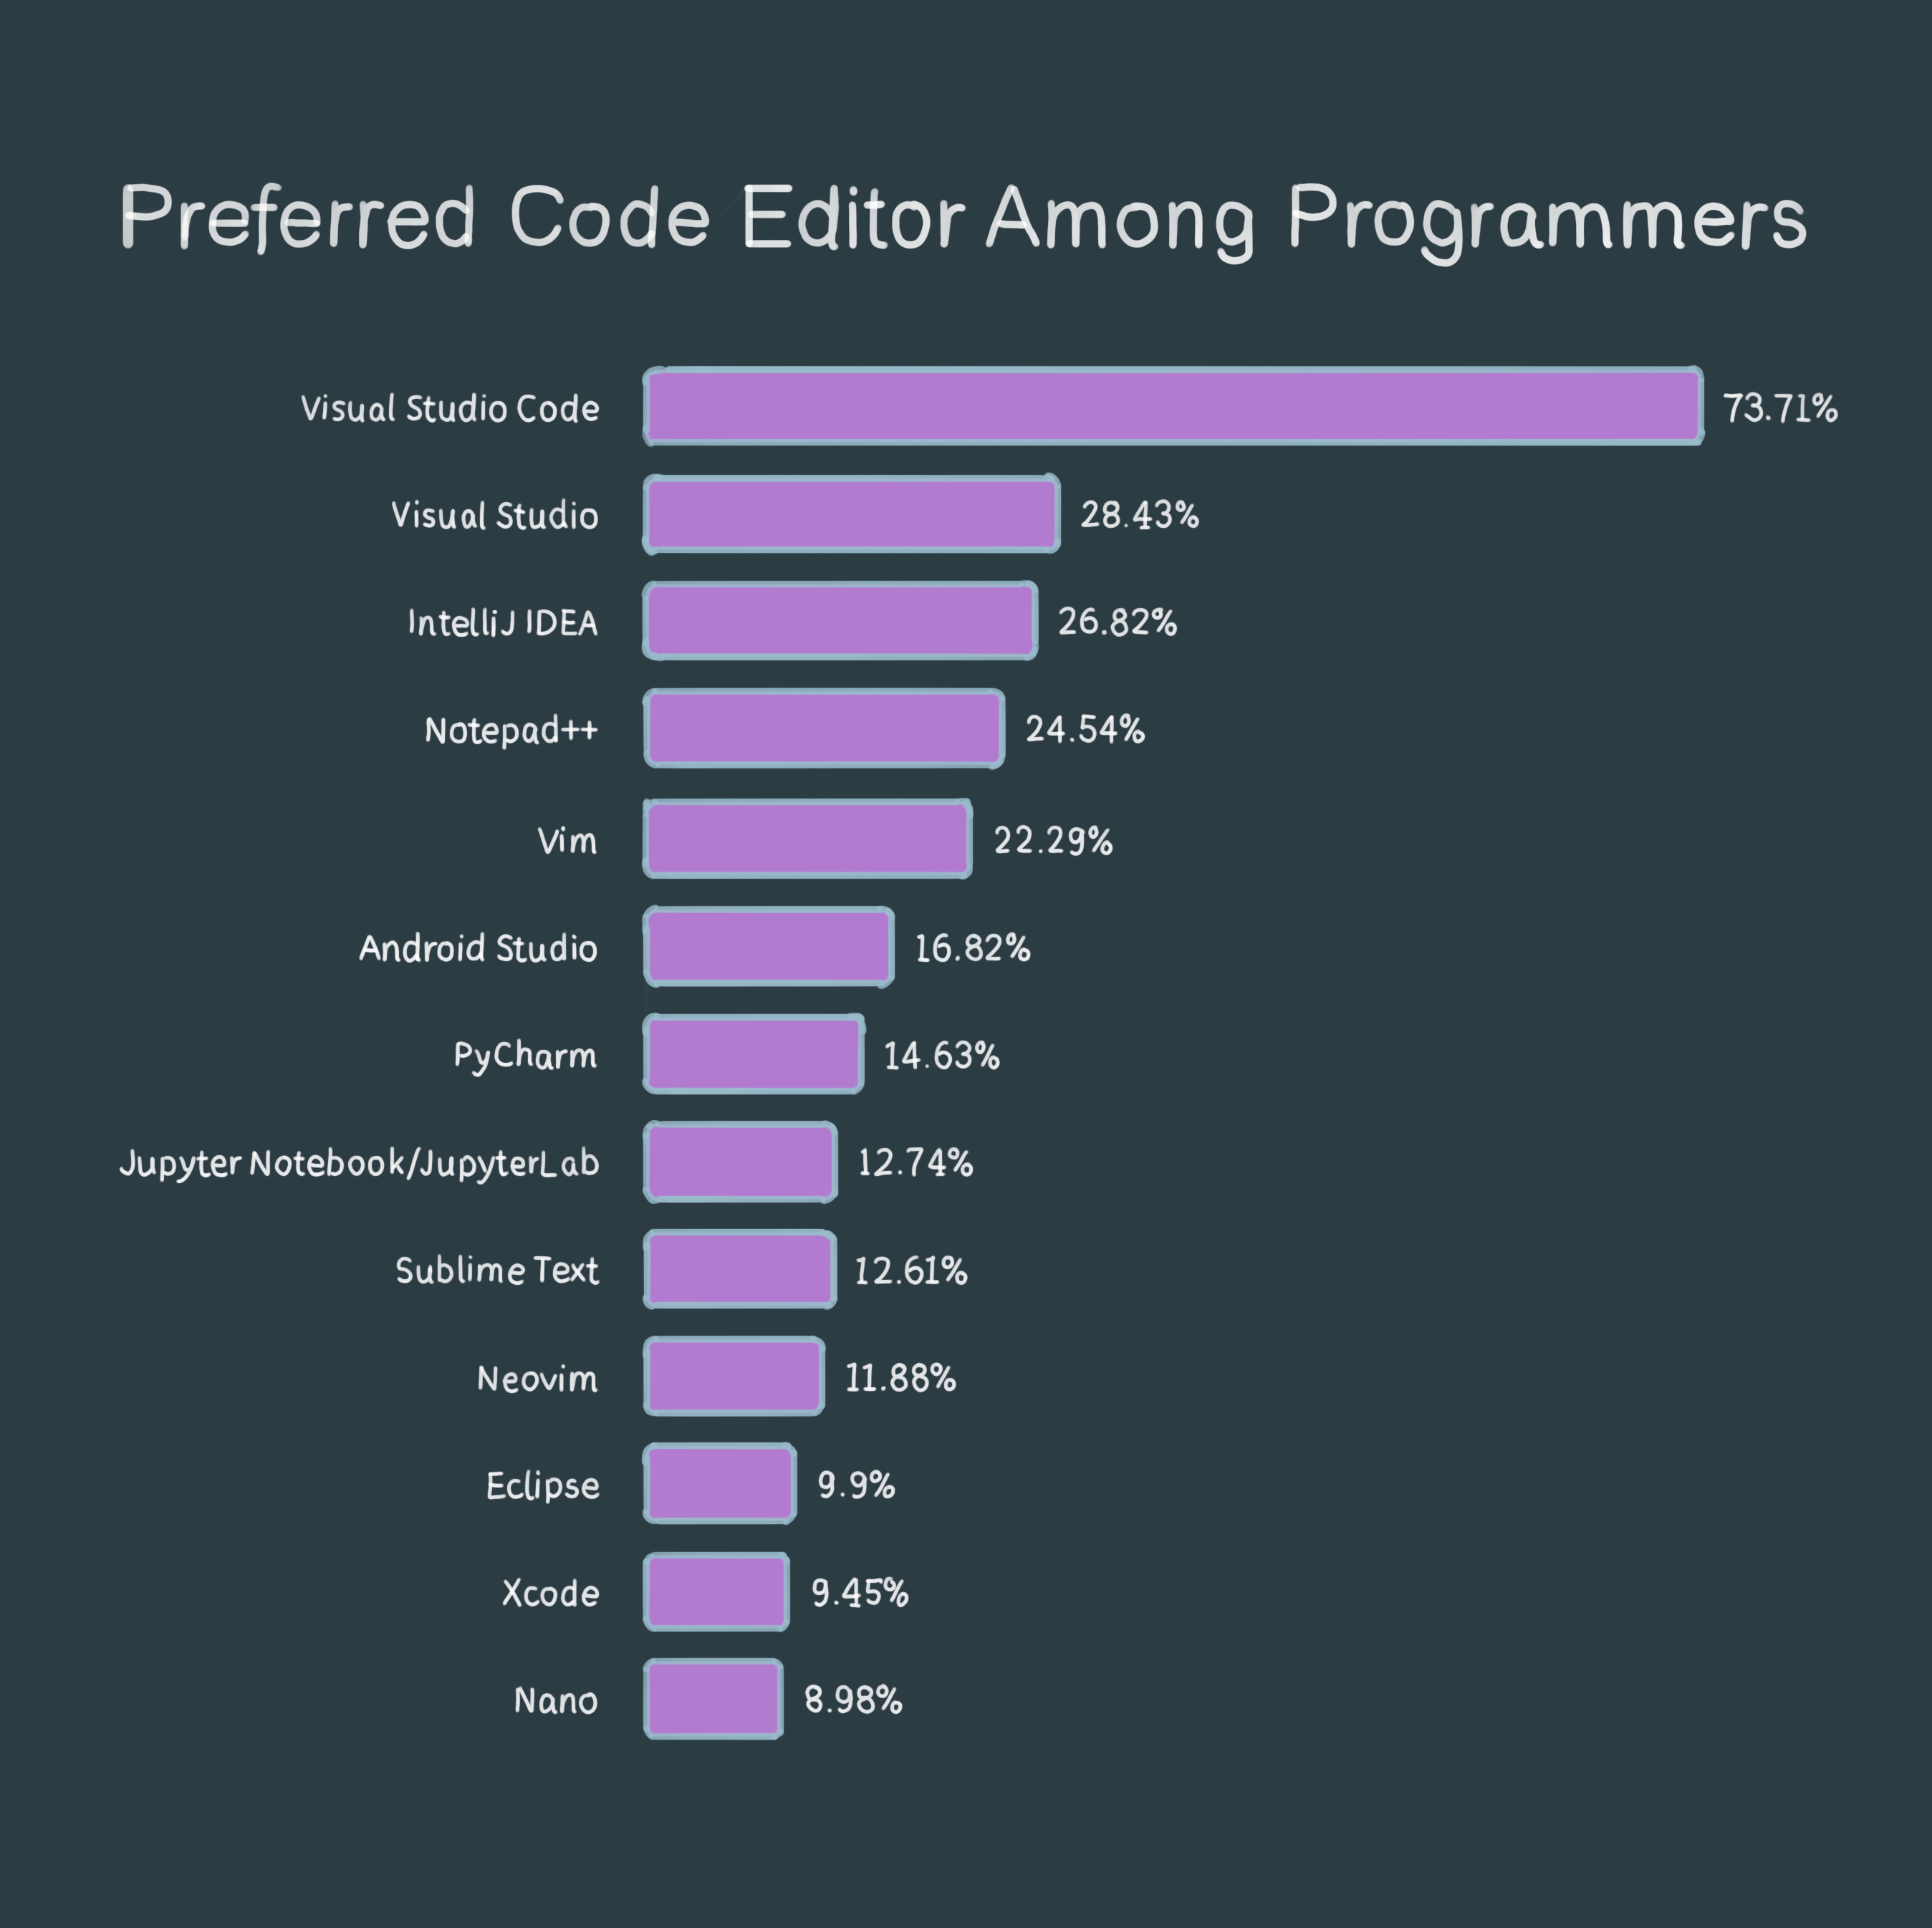 Preferred Code Editor Among Programmers
Visual Studio Code 73.71%
Visual Studio 28.43%
IntelliJ IDEA 26.82%
Notepad++ 24.54%
Vim 22.29%
Android Studio 16.82%
PyCharm 14.63%
Jupyter Notebook/JupyterLab 12.74%
Sublime Text 12.61%
Neovim 11.88%
Eclipse 9.9%
Xcode 9.45%
Nano 8.98%